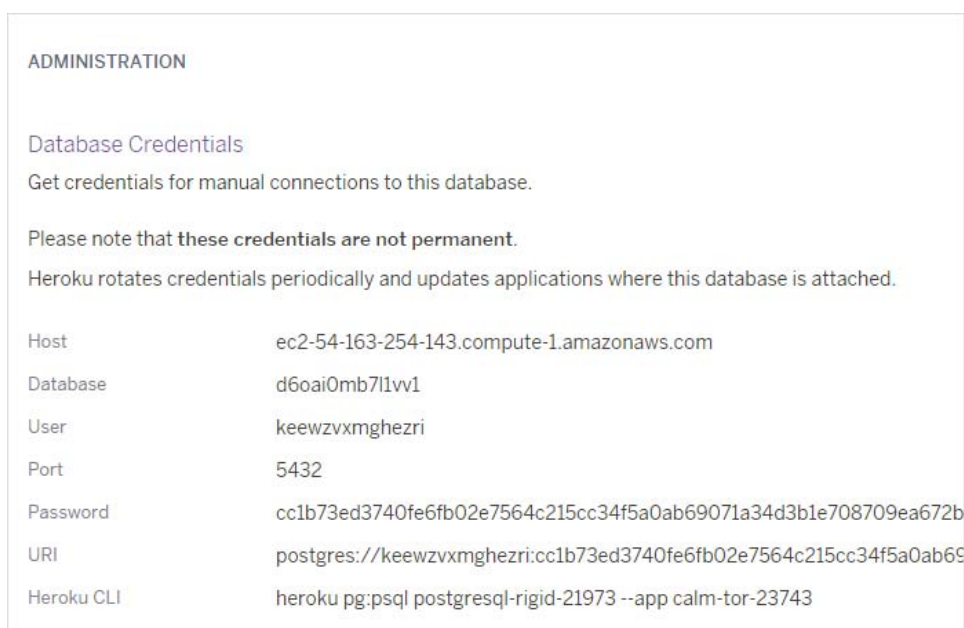 ADMINISTRATION
Database Credentials
Get credentials for manual connections to this database.
Please note that these credentials are not permanent.
Heroku rotates credentials periodically and updates applications where this database is attached.
Host ec2-54-163-254-143.compute-1.amazonaws.com
Database d6oai0mb7l1vv1
User keewzvxmghezri
Port 5432
Password cc1b73ed3740fe6fb02e7564c215cc34f5a0ab69071a34d3b1e708709ea672b
URI postgres://keewzvxmghezri:cc1b73ed3740fe6fb02e7564c215cc34f5a0ab69
Heroku CLI heroku pg:psql postgresql-rigid-21973 --app calm-tor-23743